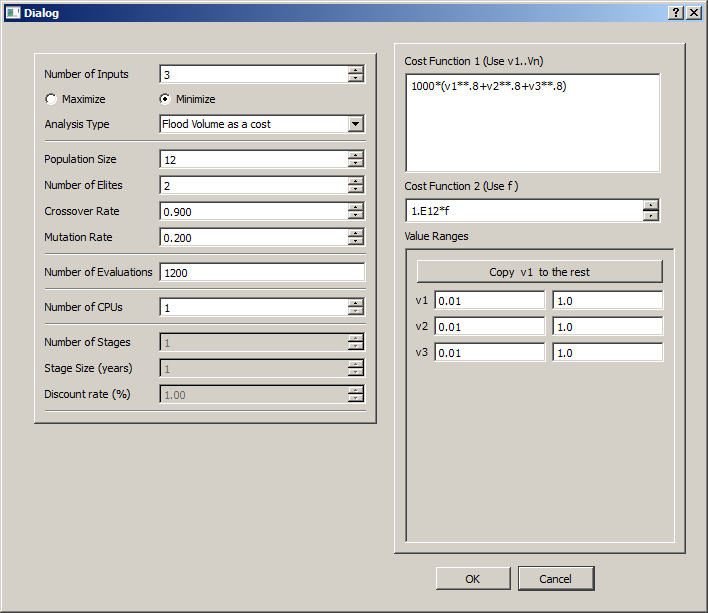 Dialog
Number of Inputs 3
Maximize Minimize
Analysis Type Flood Volume as a cost
Population Size 12
Number of Elites 2
Crossover Rate 0.900
Mutation Rate 0.200
Number of Evaluations 1200
Number of CPUs 1
Number of Stages 1
Stage Size (years) 1
Discount rate (%) 1.00
Cost Function 1 (Use v1..Vn)
1000*(v1**.8+v2**.8+v3**.8)
Cost Function 2 (Use f )
1.E12*f
Value Ranges
Copy v1 to the rest
v1 0.01 1.0
v2 0.01 1.0
v3 0.01 1.0
OK Cancel